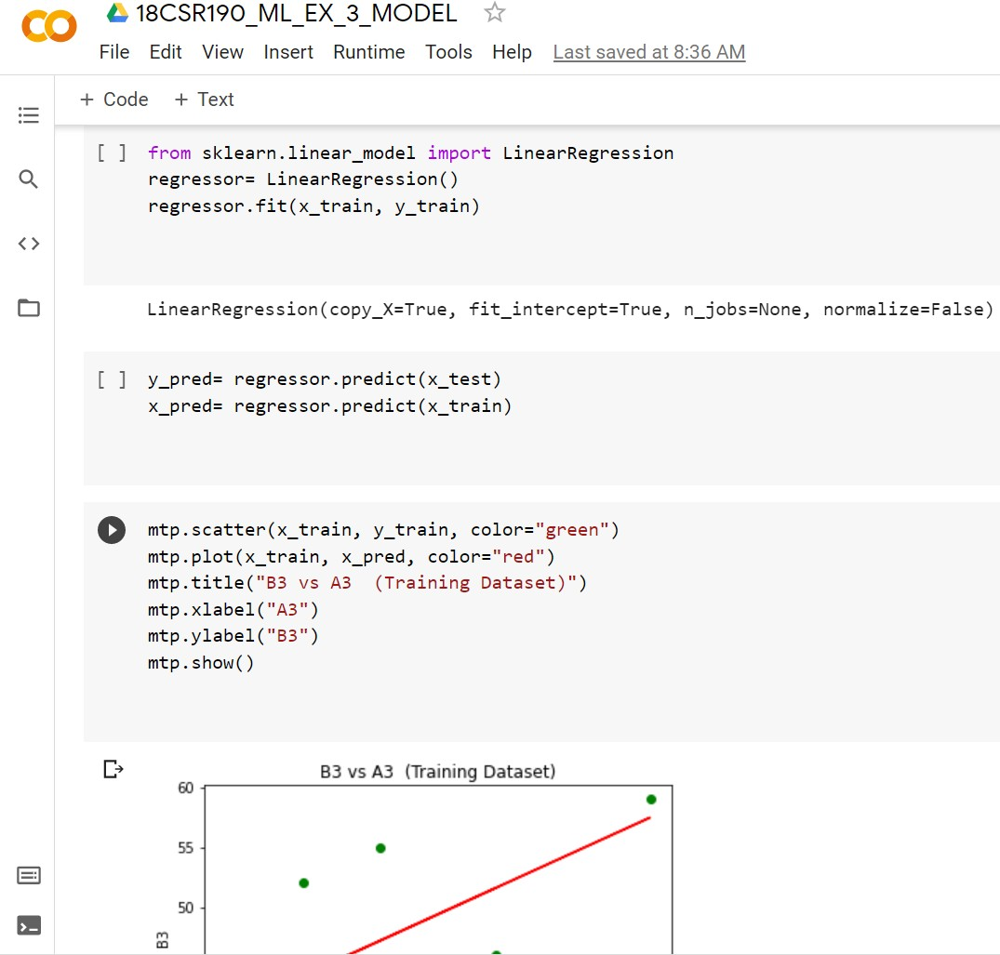 18CSR190_ML_EX_3_MODEL
File Edit View Insert Runtime Tools Help Last saved at 8:36 AM
+ Code + Text
[ ] from sklearn.linear_model import LinearRegression
regressor= LinearRegression()
regressor.fit(x_train, y_train)
LinearRegression(copy_X=True, fit_intercept=True, n_jobs=None, normalize=False)
[ ] y_pred= regressor.predict(x_test)
x_pred= regressor.predict(x_train)
mtp.scatter(x_train, y_train, color="green")
mtp.plot(x_train, x_pred, color="red")
mtp.title("B3 vs A3  (Training Dataset)")
mtp.xlabel("A3")
mtp.ylabel("B3")
mtp.show()
B3 vs A3  (Training Dataset)
60
55
50
B3